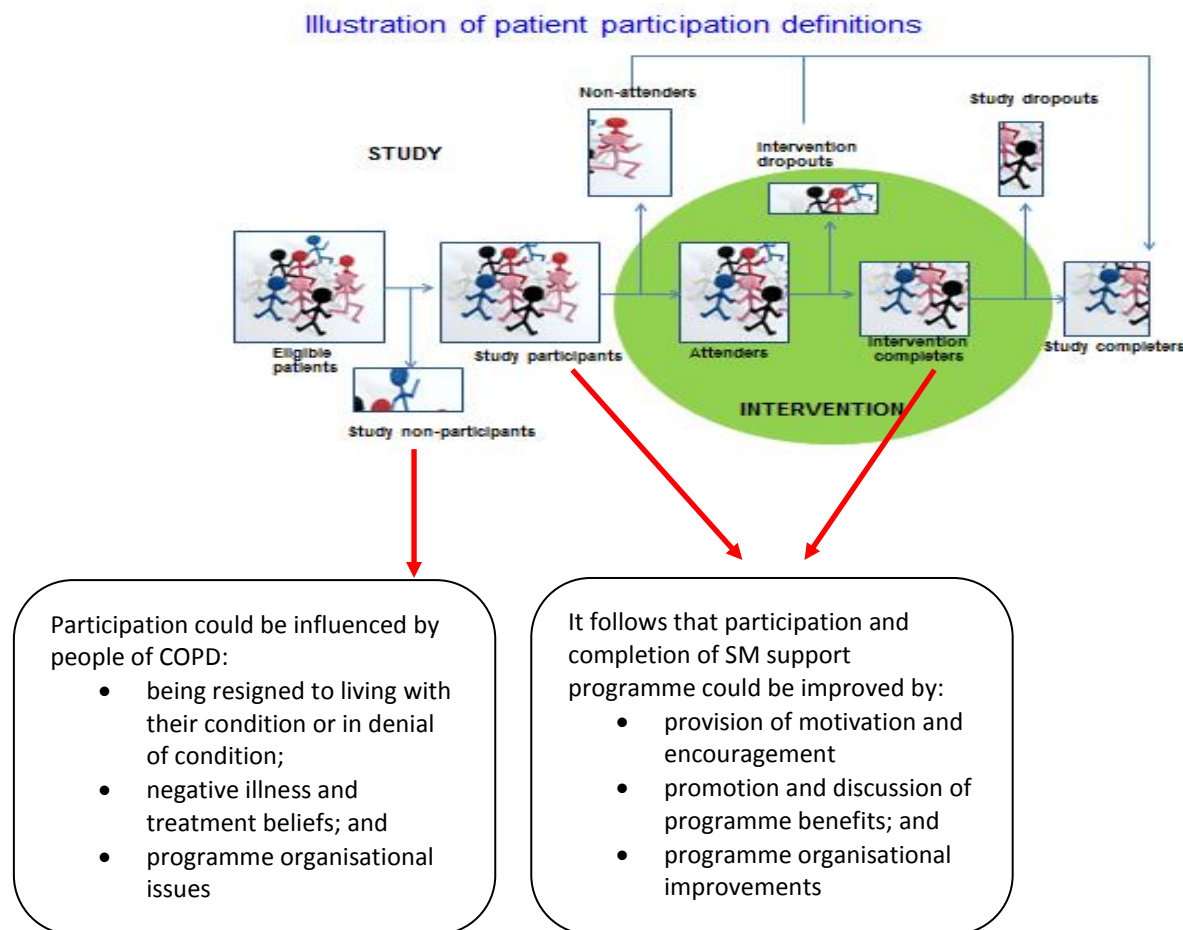 Illustration of patient participation definitions
Non-attenders
Study dropouts
STUDY
Intervention
dropouts
Eligible
patients
Study participants
Attenders
Intervention
completers
Study completers
INTERVENTION
Study non-participants
Participation could be influenced by
people of COPD:
• being resigned to living with
their condition or in denial
of condition;
• negative illness and
treatment beliefs; and
• programme organisational
issues
It follows that participation and
completion of SM support
programme could be improved by:
• provision of motivation and
encouragement
• promotion and discussion of
programme benefits; and
• programme organisational
improvements